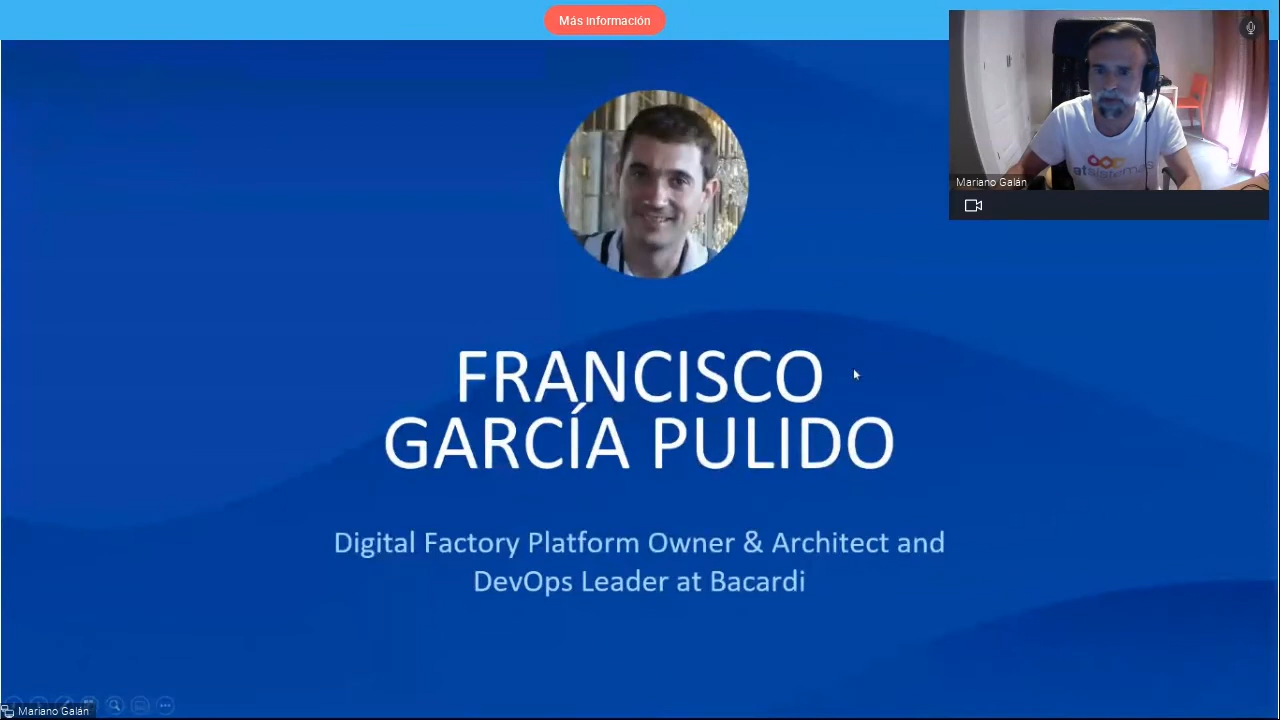 Más información
atsistemas
Mariano Galán
FRANCISCO
GARCÍA PULIDO
Digital Factory Platform Owner & Architect and
DevOps Leader at Bacardi
Mariano Galán